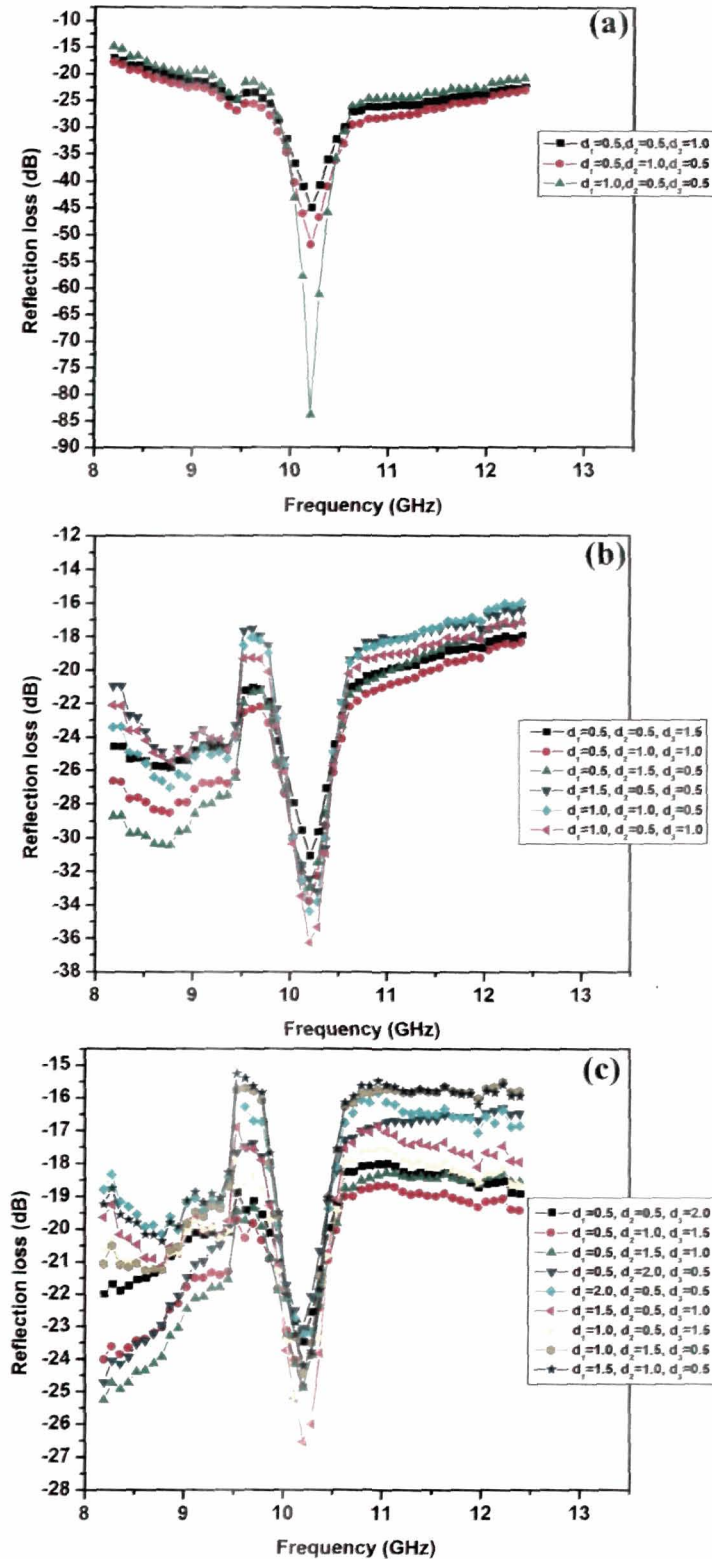 (a)
-10
-15
-20
-25
-30
-35
-40
-45
-50
-55
-60
-65
-70
-75
-80
-85
-90
Reflection loss (dB)
8 9 10 11 12 13
Frequency (GHz)
d₁=0.5,d₂=0.5,d₃=1.0
d₁=0.5,d₂=1.0,d₃=0.5
d₁=1.0,d₂=0.5,d₃=0.5
(b)
-12
-14
-16
-18
-20
-22
-24
-26
-28
-30
-32
-34
-36
-38
Reflection loss (dB)
8 9 10 11 12 13
Frequency (GHz)
d₁=0.5, d₂=0.5, d₃=1.5
d₁=0.5, d₂=1.0, d₃=1.0
d₁=0.5, d₂=1.5, d₃=0.5
d₁=1.5, d₂=0.5, d₃=0.5
d₁=1.0, d₂=1.0, d₃=0.5
d₁=1.0, d₂=0.5, d₃=1.0
(c)
-15
-16
-17
-18
-19
-20
-21
-22
-23
-24
-25
-26
-27
-28
Reflection loss (dB)
8 9 10 11 12 13
Frequency (GHz)
d₁=0.5, d₂=0.5, d₃=2.0
d₁=0.5, d₂=1.0, d₃=1.5
d₁=0.5, d₂=1.5, d₃=1.0
d₁=0.5, d₂=2.0, d₃=0.5
d₁=2.0, d₂=0.5, d₃=0.5
d₁=1.5, d₂=0.5, d₃=1.0
d₁=1.0, d₂=0.5, d₃=1.5
d₁=1.0, d₂=1.5, d₃=0.5
d₁=1.5, d₂=1.0, d₃=0.5